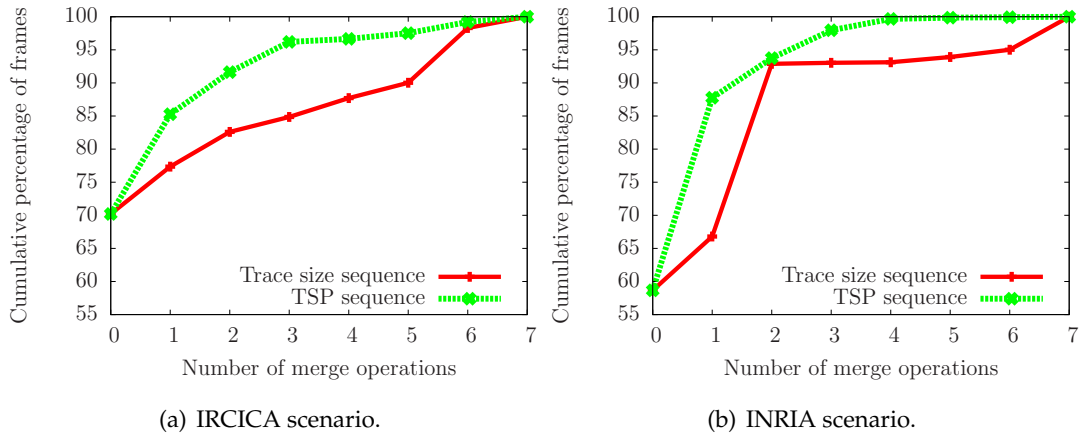 Cumulative percentage of frames
100
95
90
85
80
75
70
65
60
55
Trace size sequence
TSP sequence
0 1 2 3 4 5 6 7
Number of merge operations
(a) IRCICA scenario.
Cumulative percentage of frames
100
95
90
85
80
75
70
65
60
55
Trace size sequence
TSP sequence
0 1 2 3 4 5 6 7
Number of merge operations
(b) INRIA scenario.